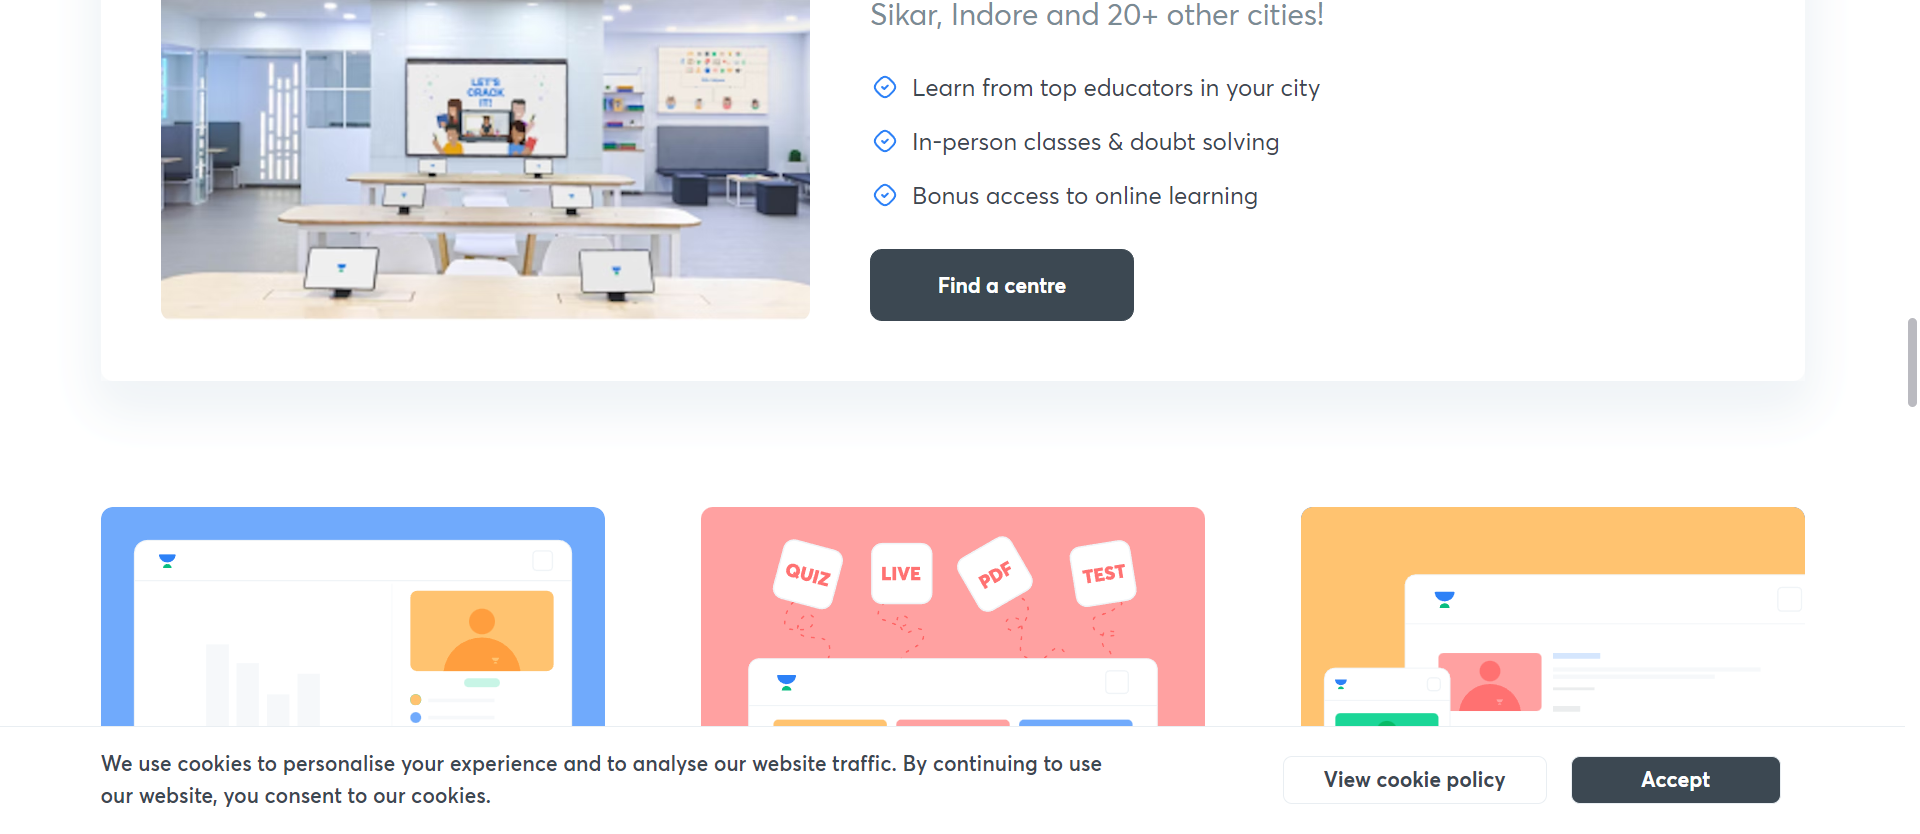 Sikar, Indore and 20+ other cities!
LET'S
CRACK
IT!
Learn from top educators in your city
In-person classes & doubt solving
Bonus access to online learning
Find a centre
QUIZ
LIVE
PDF
TEST
We use cookies to personalise your experience and to analyse our website traffic. By continuing to use
our website, you consent to our cookies.
View cookie policy
Accept